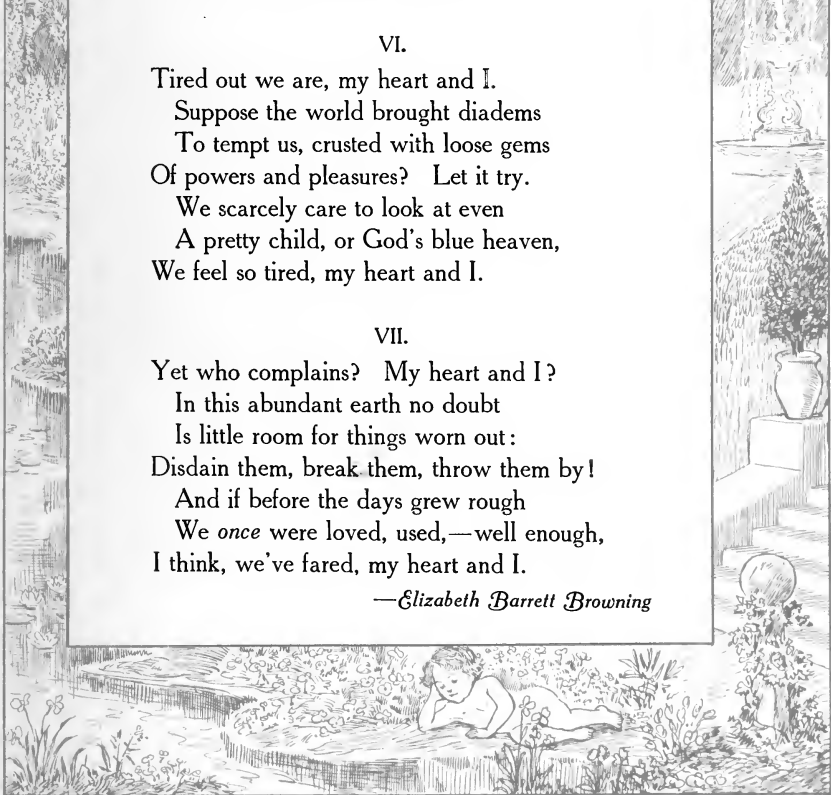 VI.
Tired out we are, my heart and I.
Suppose the world brought diadems
To tempt us, crusted with loose gems
Of powers and pleasures? Let it try.
We scarcely care to look at even
A pretty child, or God's blue heaven,
We feel so tired, my heart and I.
VII.
Yet who complains? My heart and I?
In this abundant earth no doubt
Is little room for things worn out:
Disdain them, break them, throw them by!
And if before the days grew rough
We once were loved, used,—well enough,
I think, we've fared, my heart and I.
—Elizabeth Barrett Browning